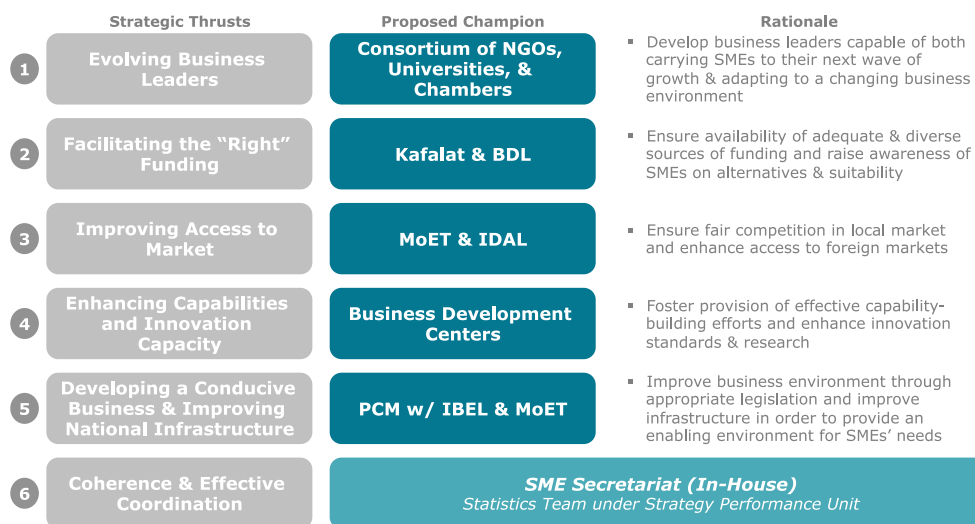 Strategic Thrusts
Proposed Champion
Rationale
1
Evolving Business
Leaders
Consortium of NGOs,
Universities, &
Chambers
▪ Develop business leaders capable of both
carrying SMEs to their next wave of
growth & adapting to a changing business
environment
2
Facilitating the “Right”
Funding
Kafalat & BDL
▪ Ensure availability of adequate & diverse
sources of funding and raise awareness of
SMEs on alternatives & suitability
3
Improving Access to
Market
MoET & IDAL
▪ Ensure fair competition in local market
and enhance access to foreign markets
4
Enhancing Capabilities
and Innovation
Capacity
Business Development
Centers
▪ Foster provision of effective capability-
building efforts and enhance innovation
standards & research
5
Developing a Conducive
Business & Improving
National Infrastructure
PCM w/ IBEL & MoET
▪ Improve business environment through
appropriate legislation and improve
infrastructure in order to provide an
enabling environment for SMEs’ needs
6
Coherence & Effective
Coordination
SME Secretariat (In-House)
Statistics Team under Strategy Performance Unit